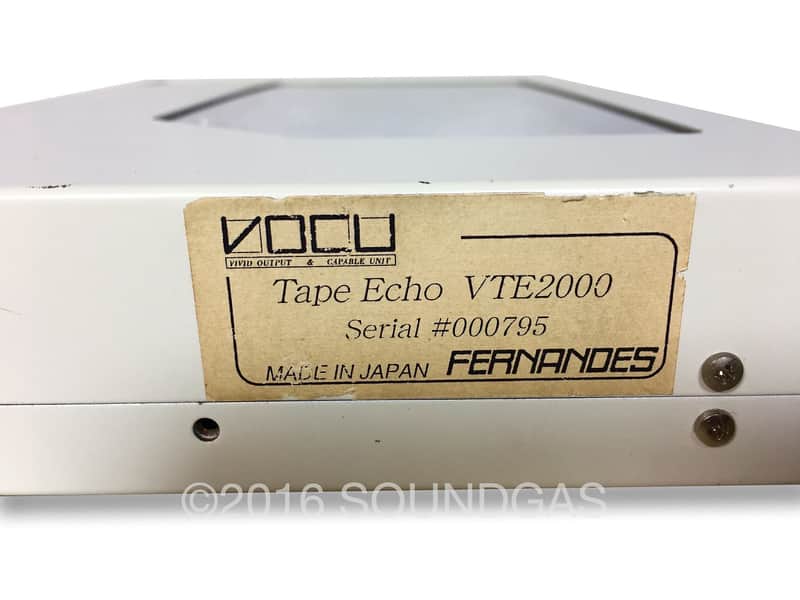 VOCU
VIVID OUTPUT & CAPABLE UNIT
Tape Echo VTE2000
Serial #000795
MADE IN JAPAN FERNANDES
©2016 SOUNDGAS